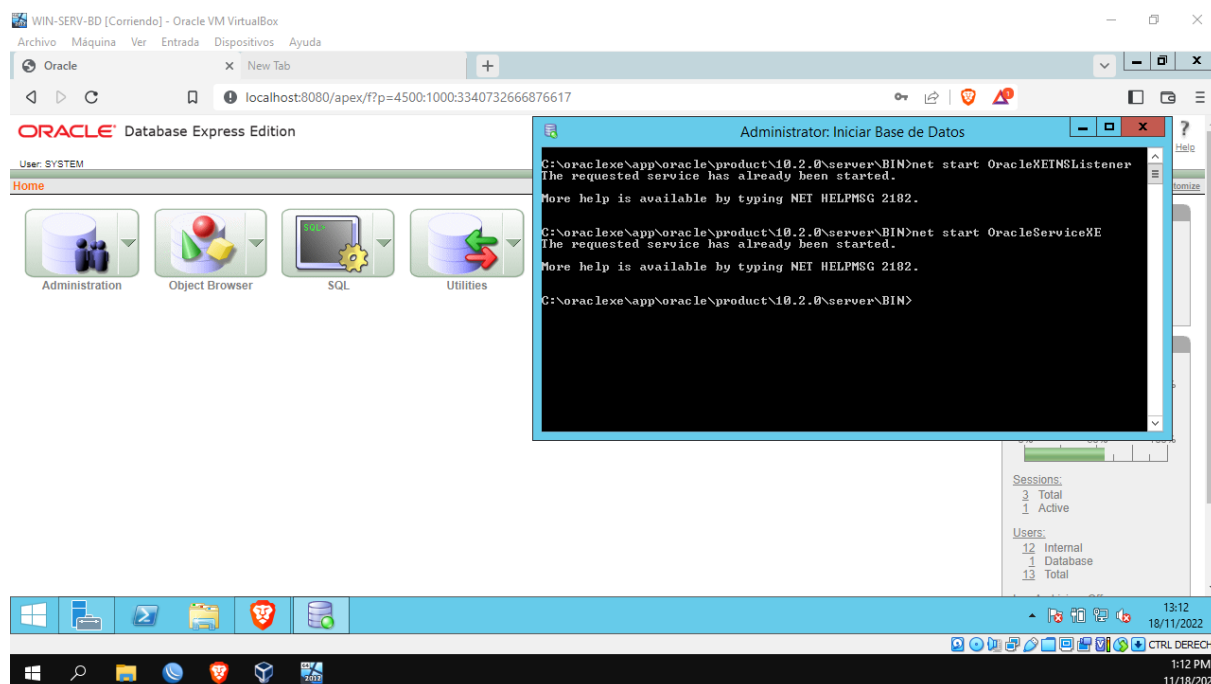 WIN-SERV-BD [Corriendo] - Oracle VM VirtualBox
Archivo Máquina Ver Entrada Dispositivos Ayuda
Oracle
New Tab
localhost:8080/apex/f?p=4500:1000:3340732666876617
ORACLE Database Express Edition
User: SYSTEM
Home
Help
Administration
Object Browser
SQL
SQL
Utilities
Administrator: Iniciar Base de Datos
C:\oraclexe\app\oracle\product\10.2.0\server\BIN>net start OracleXETNSListener
The requested service has already been started.
More help is available by typing NET HELPMSG 2182.
C:\oraclexe\app\oracle\product\10.2.0\server\BIN>net start OracleServiceXE
The requested service has already been started.
More help is available by typing NET HELPMSG 2182.
C:\oraclexe\app\oracle\product\10.2.0\server\BIN>
Sessions:
3 Total
1 Active
Users:
12 Internal
1 Database
13 Total
13:12
18/11/2022
CTRL DERECH
1:12 PM
11/18/202